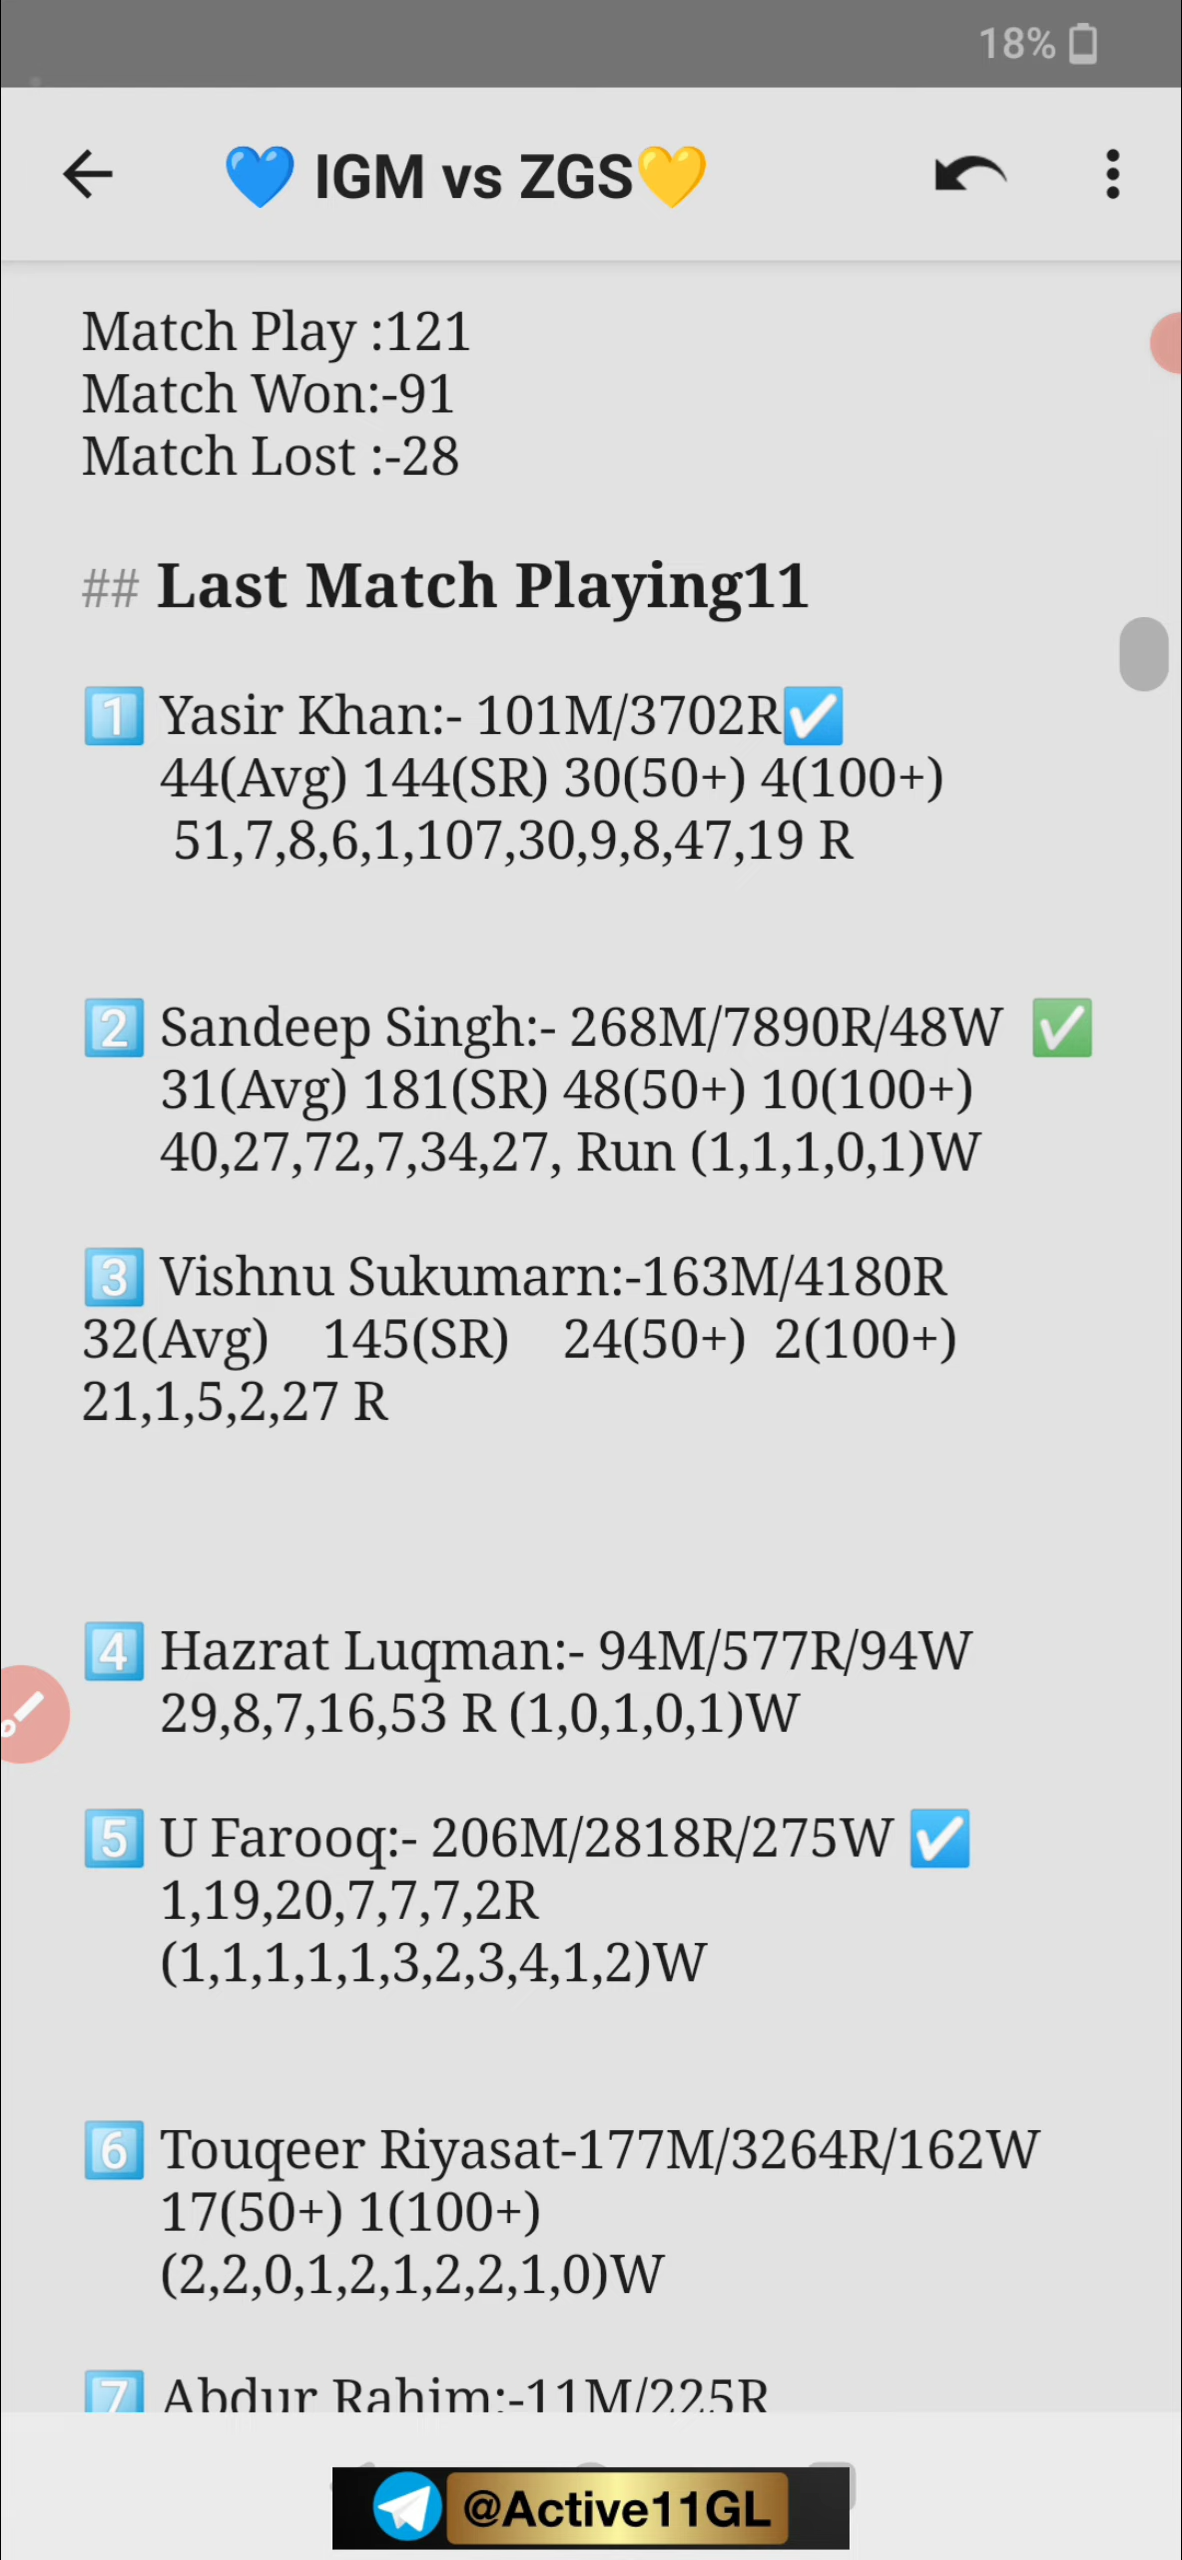 18%
💙 IGM vs ZGS💛
Match Play :121
Match Won:-91
Match Lost :-28
## Last Match Playing11
1️⃣ Yasir Khan:- 101M/3702R☑️
44(Avg) 144(SR) 30(50+) 4(100+)
51,7,8,6,1,107,30,9,8,47,19 R
2️⃣ Sandeep Singh:- 268M/7890R/48W ✅
31(Avg) 181(SR) 48(50+) 10(100+)
40,27,72,7,34,27, Run (1,1,1,0,1)W
3️⃣ Vishnu Sukumarn:-163M/4180R
32(Avg) 145(SR) 24(50+) 2(100+)
21,1,5,2,27 R
4️⃣ Hazrat Luqman:- 94M/577R/94W
29,8,7,16,53 R (1,0,1,0,1)W
5️⃣ U Farooq:- 206M/2818R/275W ☑️
1,19,20,7,7,7,2R
(1,1,1,1,1,3,2,3,4,1,2)W
6️⃣ Touqeer Riyasat-177M/3264R/162W
17(50+) 1(100+)
(2,2,0,1,2,1,2,2,1,0)W
7️⃣ Abdur Rahim:-11M/225R
@Active11GL